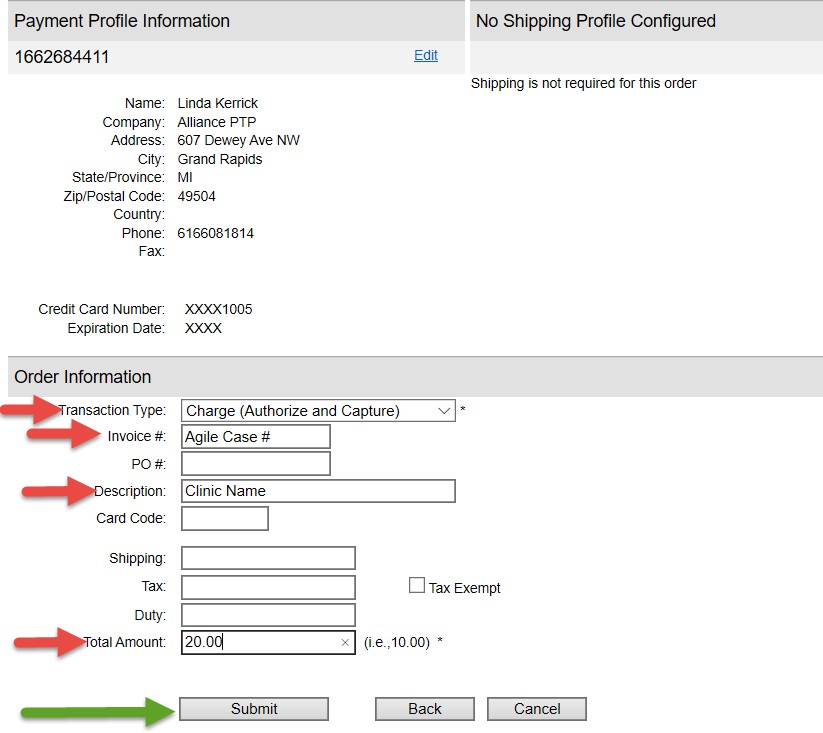 Payment Profile Information
No Shipping Profile Configured
1662684411
Edit
Shipping is not required for this order
Name: Linda Kerrick
Company: Alliance PTP
Address: 607 Dewey Ave NW
City: Grand Rapids
State/Province: MI
Zip/Postal Code: 49504
Country:
Phone: 6166081814
Fax:
Credit Card Number: XXXX1005
Expiration Date: XXXX
Order Information
Transaction Type: Charge (Authorize and Capture) *
Invoice #: Agile Case #
PO #:
Description: Clinic Name
Card Code:
Shipping:
Tax: Tax Exempt
Duty:
Total Amount: 20.00 × (i.e.,10.00) *
Submit Back Cancel